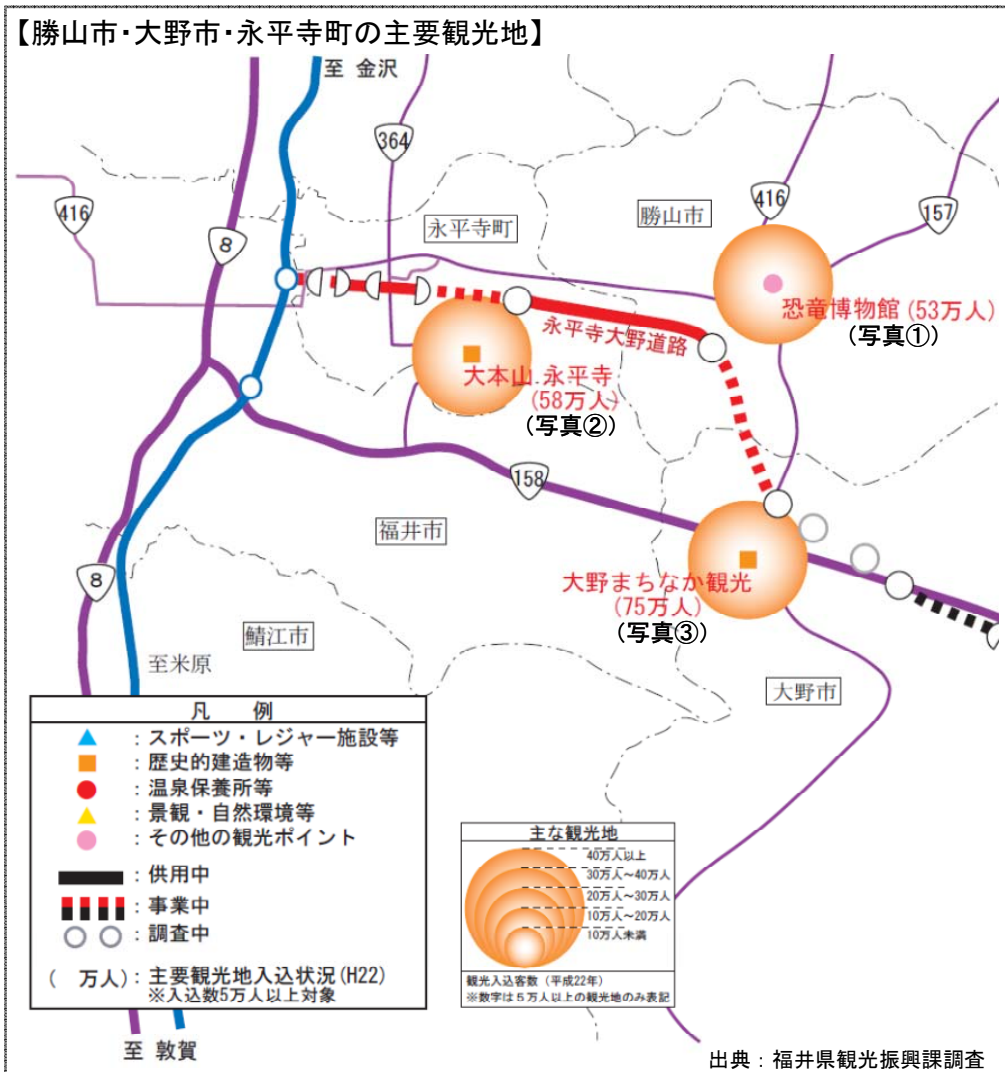 【勝山市・大野市・永平寺町の主要観光地】
至 金沢
364
416
416
157
勝山市
永平寺町
8
恐竜博物館 (53万人)
(写真①)
永平寺大野道路
大本山 永平寺
(58万人)
(写真②)
158
福井市
大野まちなか観光
(75万人)
(写真③)
8
鯖江市
至米原
大野市
凡 例
：スポーツ・レジャー施設等
：歴史的建造物等
：温泉保養所等
：景観・自然環境等
：その他の観光ポイント
：供用中
：事業中
：調査中
( 万人)：主要観光地入込状況(H22)
※入込数5万人以上対象
主な観光地
40万人以上
30万人～40万人
20万人～30万人
10万人～20万人
10万人未満
観光入込客数（平成22年）
※数字は５万人以上の観光地のみ表記
至 敦賀
出典：福井県観光振興課調査